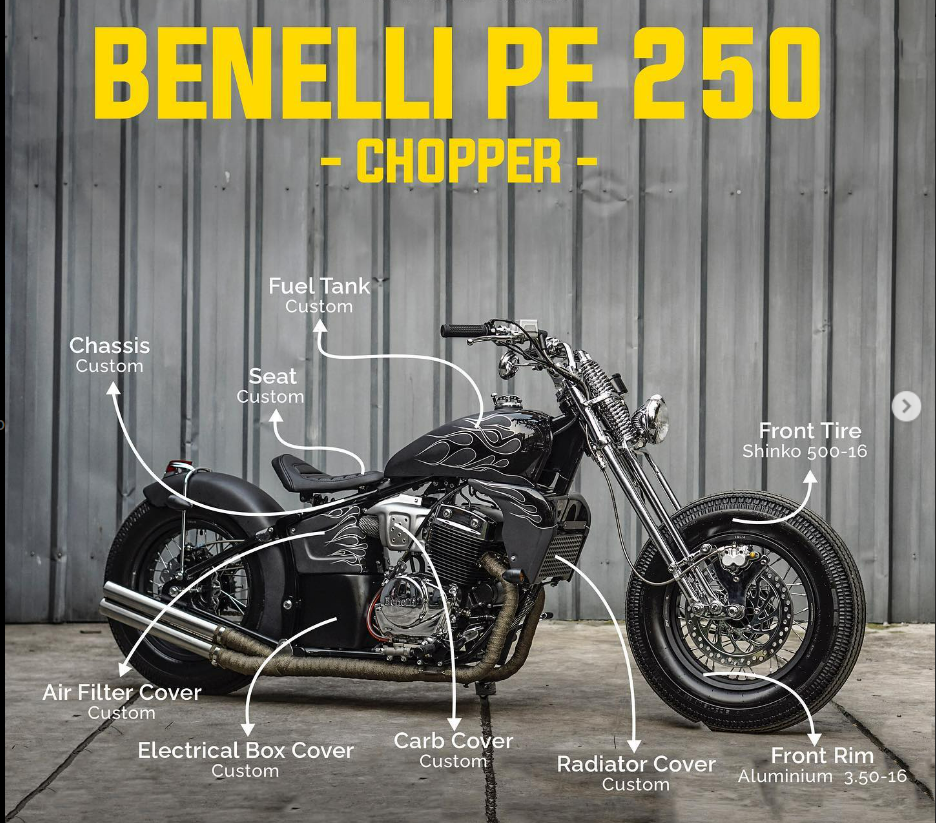 BENELLI PE 250
- CHOPPER -
Fuel Tank
Custom
Chassis
Custom
Seat
Custom
Front Tire
Shinko 500-16
Air Filter Cover
Custom
Electrical Box Cover
Custom
Carb Cover
Custom
Radiator Cover
Custom
Front Rim
Aluminium 3.50-16